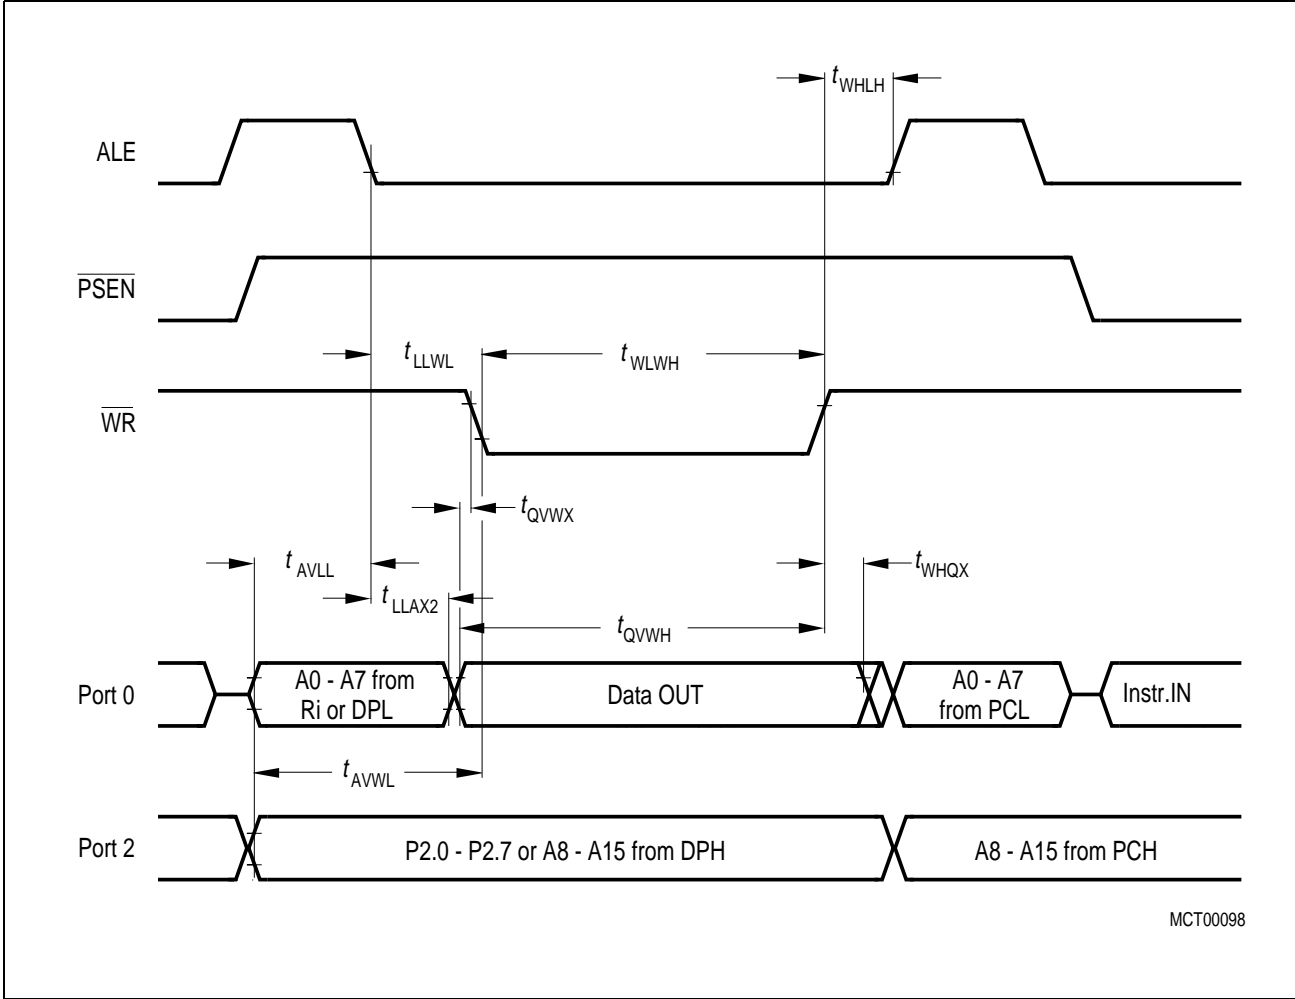 tWHLH
ALE
PSEN
tLLWL
tWLWH
WR
tQVWX
tAVLL
tWHQX
tLLAX2
tQVWH
Port 0
A0 - A7 from
Ri or DPL
Data OUT
A0 - A7
from PCL
Instr.IN
tAVWL
Port 2
P2.0 - P2.7 or A8 - A15 from DPH
A8 - A15 from PCH
MCT00098